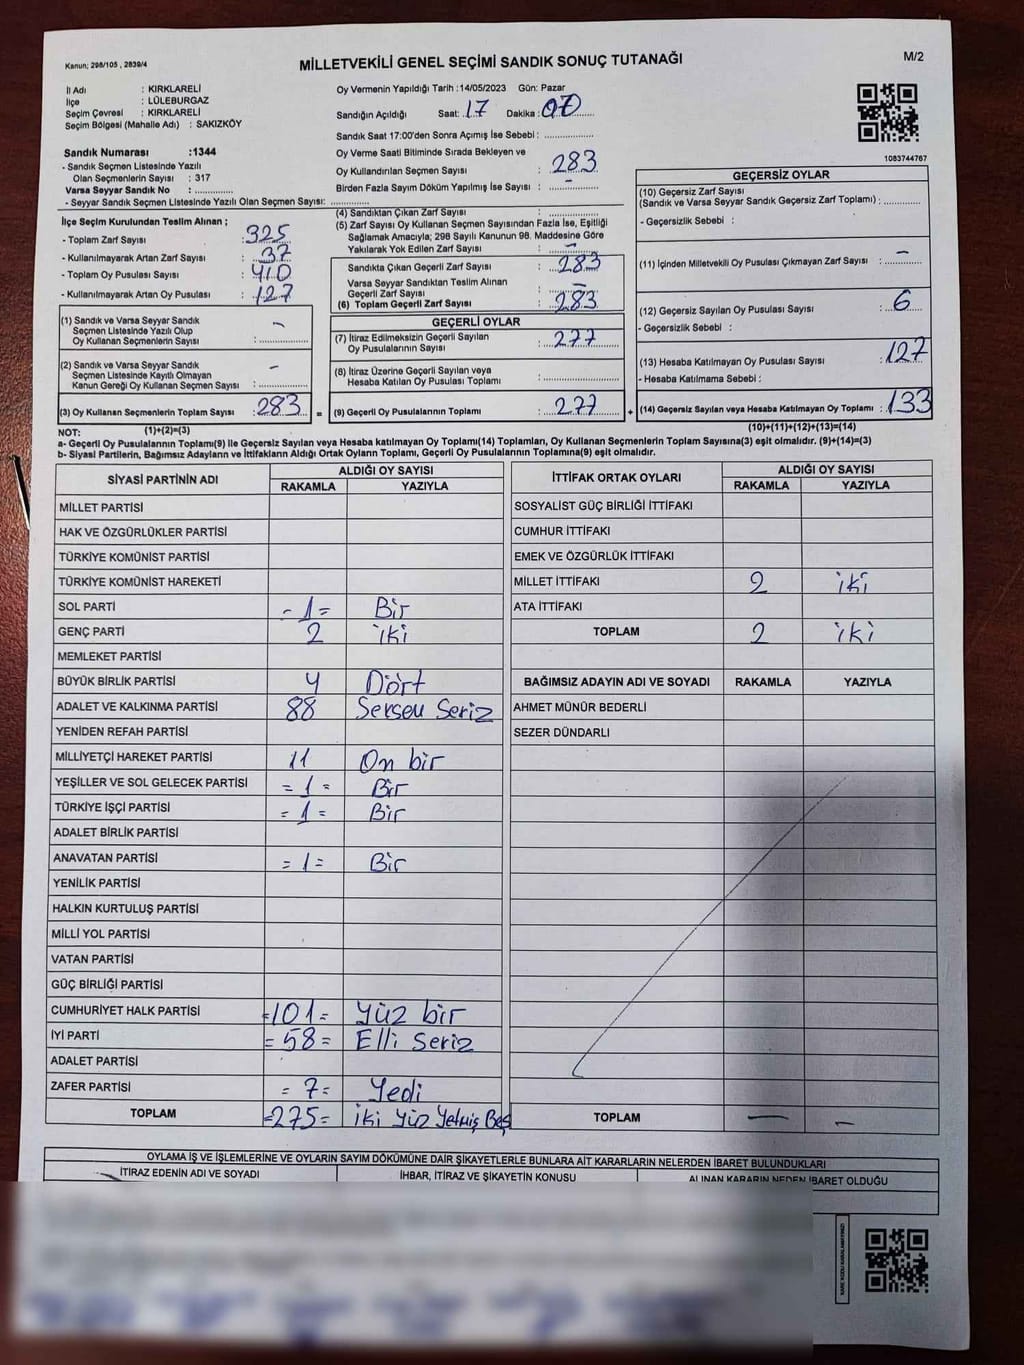 Kanun; 298/105 , 2839/4
MİLLETVEKİLİ GENEL SEÇİMİ SANDIK SONUÇ TUTANAĞI
M/2
İl Adı : KIRKLARELİ
İlçe : LÜLEBURGAZ
Seçim Çevresi : KIRKLARELİ
Seçim Bölgesi (Mahalle Adı) : SAKIZKÖY
Sandık Numarası :1344
- Sandık Seçmen Listesinde Yazılı
Olan Seçmenlerin Sayısı : 317
Varsa Seyyar Sandık No : ..............
- Seyyar Sandık Seçmen Listesinde Yazılı Olan Seçmen Sayısı: ..............
Oy Vermenin Yapıldığı Tarih :14/05/2023 Gün: Pazar
Sandığın Açıldığı Saat: 17 Dakika : 00
Sandık Saat 17:00'den Sonra Açımış İse Sebebi : ..............
Oy Verme Saati Bitiminde Sırada Bekleyen ve
Oy Kullandırılan Seçmen Sayısı : 283
Birden Fazla Sayım Döküm Yapılmış İse Sayısı : -
1083744767
İlçe Seçim Kurulundan Teslim Alınan ;
- Toplam Zarf Sayısı : 325
- Kullanılmayarak Artan Zarf Sayısı : 37
- Toplam Oy Pusulası Sayısı : 410
- Kullanılmayarak Artan Oy Pusulası : 127
(1) Sandık ve Varsa Seyyar Sandık
Seçmen Listesinde Yazılı Olup
Oy Kullanan Seçmenlerin Sayısı : -
(2) Sandık ve Varsa Seyyar Sandık
Seçmen Listesinde Kayıtlı Olmayan
Kanun Gereği Oy Kullanan Seçmen Sayısı : -
(3) Oy Kullanan Seçmenlerin Toplam Sayısı : 283 =
(1)+(2)=(3)
(4) Sandıktan Çıkan Zarf Sayısı : ..............
(5) Zarf Sayısı Oy Kullanan Seçmen Sayısından Fazla İse, Eşitliği
Sağlamak Amacıyla; 298 Sayılı Kanunun 98. Maddesine Göre
Yakılarak Yok Edilen Zarf Sayısı : -
Sandıkta Çıkan Geçerli Zarf Sayısı : 283
Varsa Seyyar Sandıktan Teslim Alınan
Geçerli Zarf Sayısı : -
(6) Toplam Geçerli Zarf Sayısı : 283
GEÇERLİ OYLAR
(7) İtiraz Edilmeksizin Geçerli Sayılan
Oy Pusulalarının Sayısı : 277
(8) İtiraz Üzerine Geçerli Sayılan veya
Hesaba Katılan Oy Pusulası Toplamı : ..............
(9) Geçerli Oy Pusulalarının Toplamı : 277 +
GEÇERSİZ OYLAR
(10) Geçersiz Zarf Sayısı
(Sandık ve Varsa Seyyar Sandık Geçersiz Zarf Toplamı) : ..............
- Geçersizlik Sebebi :
(11) İçinden Milletvekili Oy Pusulası Çıkmayan Zarf Sayısı : -
(12) Geçersiz Sayılan Oy Pusulası Sayısı : 6
- Geçersizlik Sebebi :
(13) Hesaba Katılmayan Oy Pusulası Sayısı : 127
- Hesaba Katılmama Sebebi :
(14) Geçersiz Sayılan veya Hesaba Katılmayan Oy Toplamı : 133
(10)+(11)+(12)+(13)=(14)
NOT:
a- Geçerli Oy Pusulalarının Toplamı(9) ile Geçersiz Sayılan veya Hesaba katılmayan Oy Toplamı(14) Toplamları, Oy Kullanan Seçmenlerin Toplam Sayısına(3) eşit olmalıdır. (9)+(14)=(3)
b- Siyasi Partilerin, Bağımsız Adayların ve İttifakların Aldığı Ortak Oyların Toplamı, Geçerli Oy Pusulalarının Toplamına(9) eşit olmalıdır.
SİYASİ PARTİNİN ADI ALDIĞI OY SAYISI
RAKAMLA YAZIYLA
MİLLET PARTİSİ
HAK VE ÖZGÜRLÜKLER PARTİSİ
TÜRKİYE KOMÜNİST PARTİSİ
TÜRKİYE KOMÜNİST HAREKETİ
SOL PARTİ - 1 = Bir
GENÇ PARTİ 2 iki
MEMLEKET PARTİSİ
BÜYÜK BİRLİK PARTİSİ 4 Dört
ADALET VE KALKINMA PARTİSİ 88 Seksen Sekiz
YENİDEN REFAH PARTİSİ
MİLLİYETÇİ HAREKET PARTİSİ 11 On bir
YEŞİLLER VE SOL GELECEK PARTİSİ = 1 = Bir
TÜRKİYE İŞÇİ PARTİSİ = 1 = Bir
ADALET BİRLİK PARTİSİ
ANAVATAN PARTİSİ = 1 = Bir
YENİLİK PARTİSİ
HALKIN KURTULUŞ PARTİSİ
MİLLİ YOL PARTİSİ
VATAN PARTİSİ
GÜÇ BİRLİĞİ PARTİSİ
CUMHURİYET HALK PARTİSİ =101= Yüz bir
İYİ PARTİ = 58 = Elli Sekiz
ADALET PARTİSİ
ZAFER PARTİSİ = 7 = Yedi
TOPLAM =275= iki Yüz Yetmiş Beş
İTTİFAK ORTAK OYLARI ALDIĞI OY SAYISI
RAKAMLA YAZIYLA
SOSYALİST GÜÇ BİRLİĞİ İTTİFAKI
CUMHUR İTTİFAKI
EMEK VE ÖZGÜRLÜK İTTİFAKI
MİLLET İTTİFAKI 2 iki
ATA İTTİFAKI
TOPLAM 2 iki
BAĞIMSIZ ADAYIN ADI VE SOYADI RAKAMLA YAZIYLA
AHMET MÜNÜR BEDERLİ
SEZER DÜNDARLI
TOPLAM — -
OYLAMA İŞ VE İŞLEMLERİNE VE OYLARIN SAYIM DÖKÜMÜNE DAİR ŞİKAYETLERLE BUNLARA AİT KARARLARIN NELERDEN İBARET BULUNDUKLARI
İTİRAZ EDENİN ADI VE SOYADI İHBAR, İTİRAZ VE ŞİKAYETİN KONUSU ALINAN KARARIN NEDEN İBARET OLDUĞU